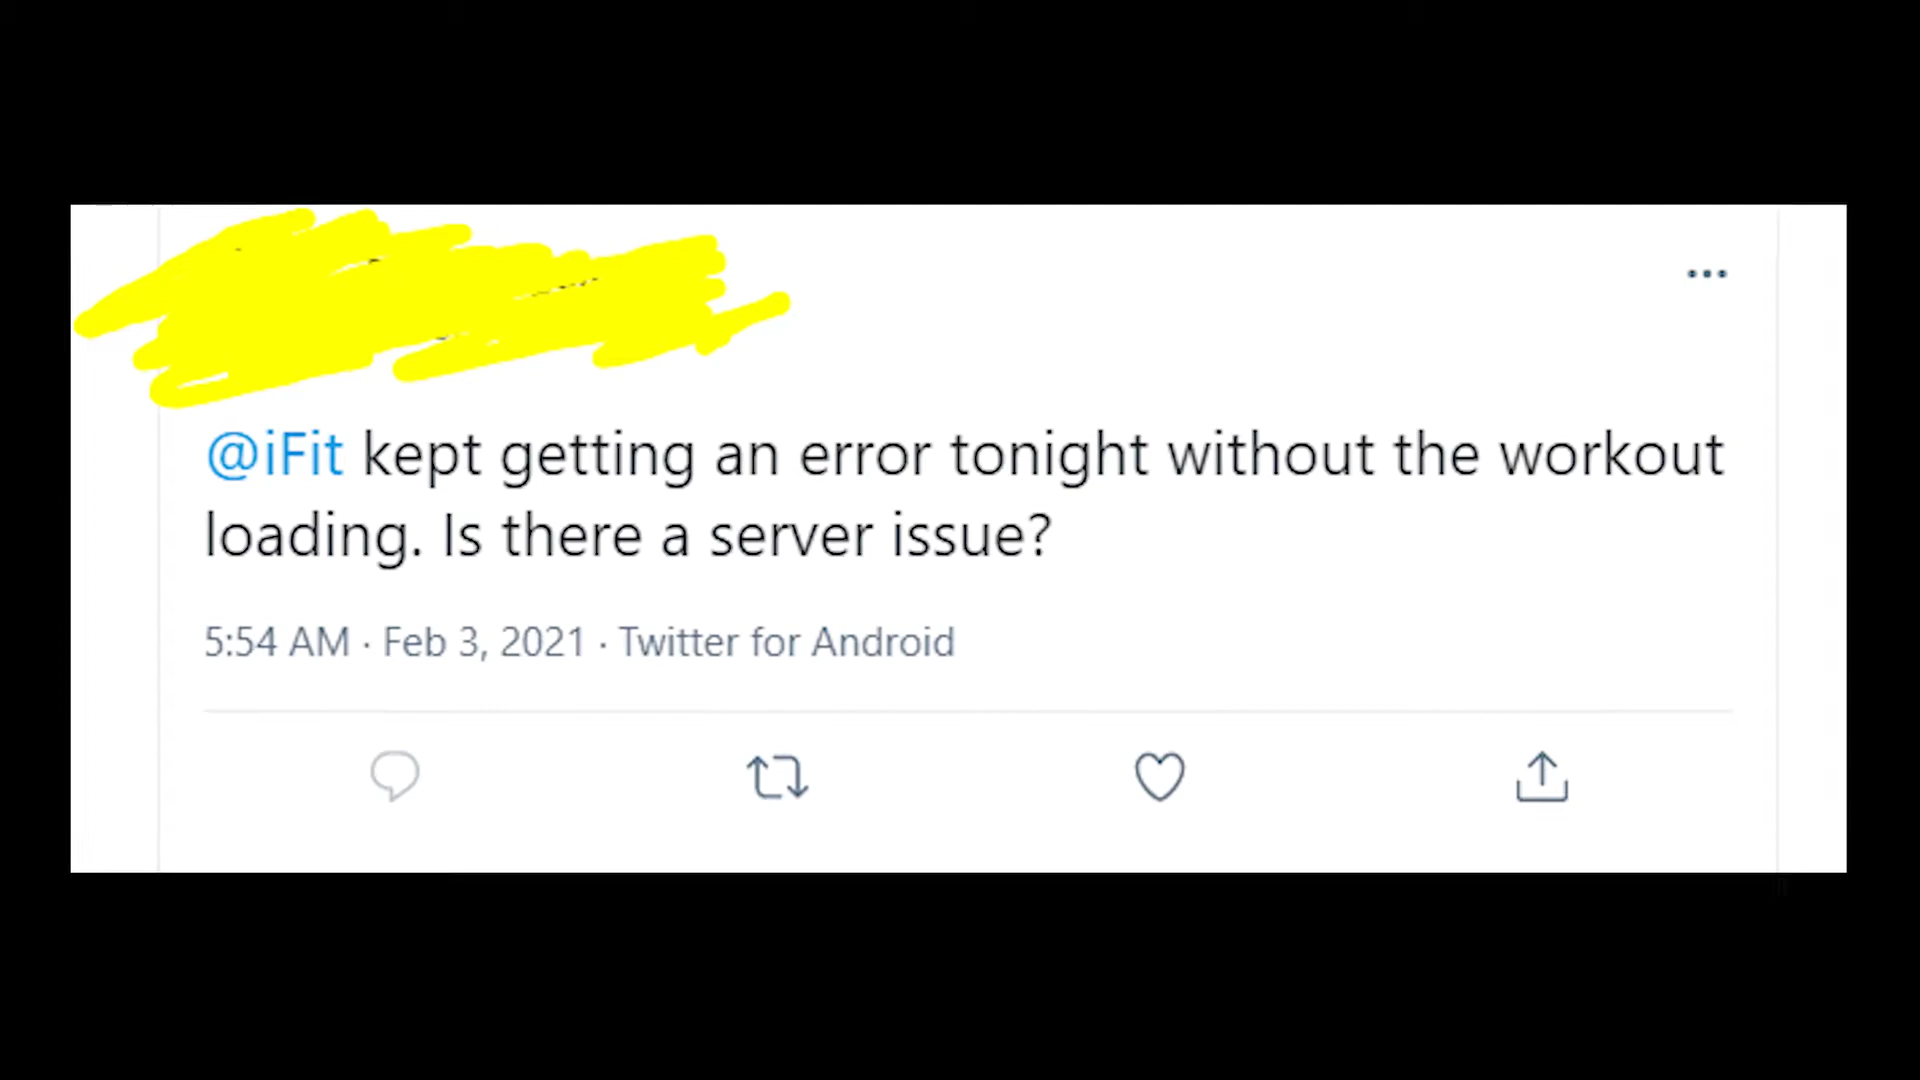 @iFit kept getting an error tonight without the workout
loading. Is there a server issue?
5:54 AM · Feb 3, 2021 · Twitter for Android